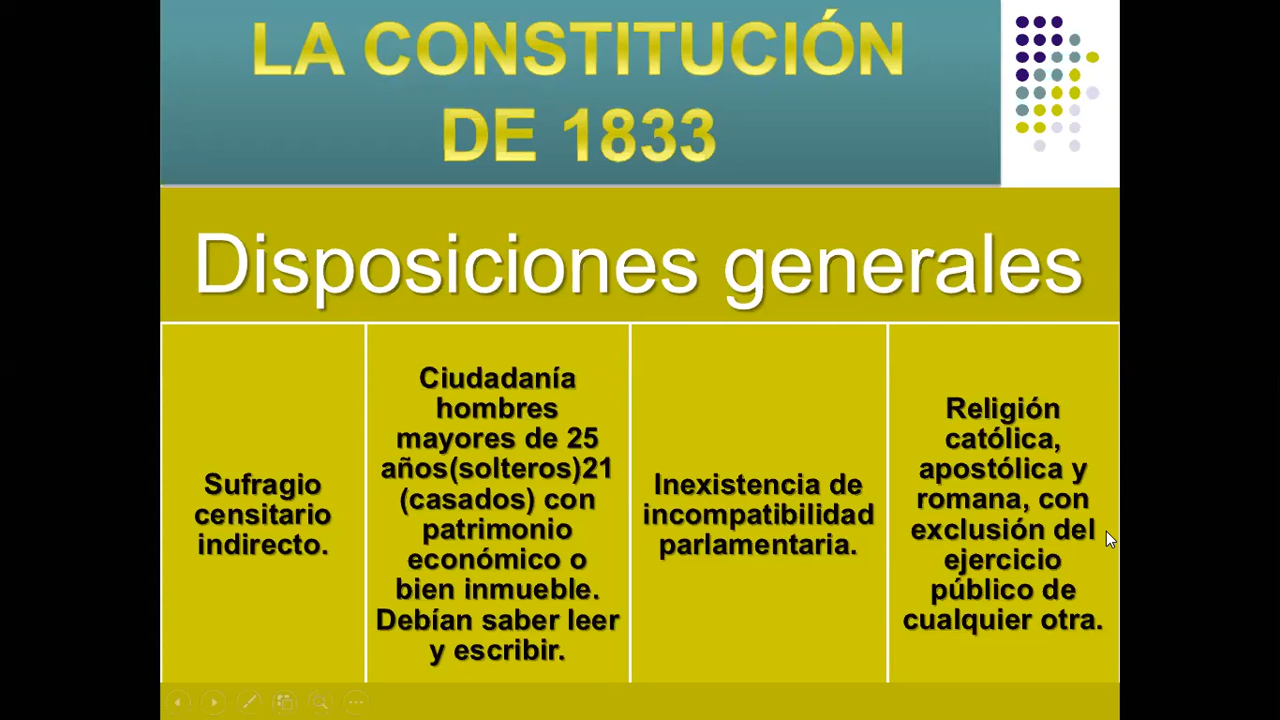 LA CONSTITUCIÓN
DE 1833
Disposiciones generales
Sufragio
censitario
indirecto.
Ciudadanía
hombres
mayores de 25
años(solteros)21
(casados) con
patrimonio
económico o
bien inmueble.
Debían saber leer
y escribir.
Inexistencia de
incompatibilidad
parlamentaria.
Religión
católica,
apostólica y
romana, con
exclusión del
ejercicio
público de
cualquier otra.